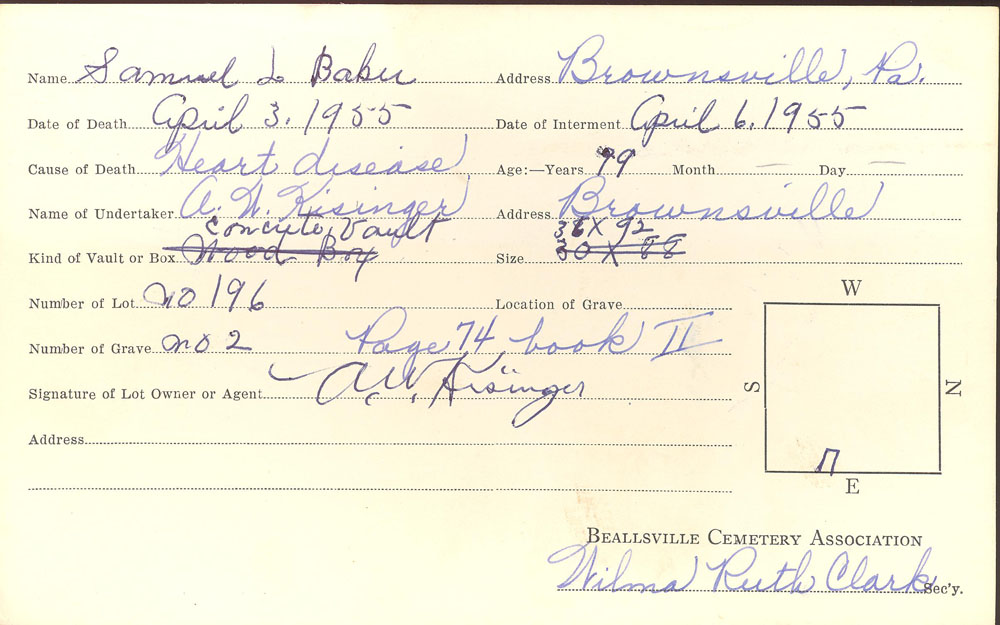 Name Samuel L Baker Address Brownsville, Pa.
Date of Death April 3, 1955 Date of Interment April 6, 1955
Cause of Death Heart disease Age:—Years 79 Month — Day —
Name of Undertaker A. W. Kisinger Address Brownsville
Concrete Vault 36 X 92
Kind of Vault or Box Wood Box Size 30 X 88
Number of Lot no 196 Location of Grave
Number of Grave no 2 Page 74, book II
Signature of Lot Owner or Agent A.W. Kisinger
Address
W
S
N
E
BEALLSVILLE CEMETERY ASSOCIATION
Wilma Ruth Clark Sec'y.